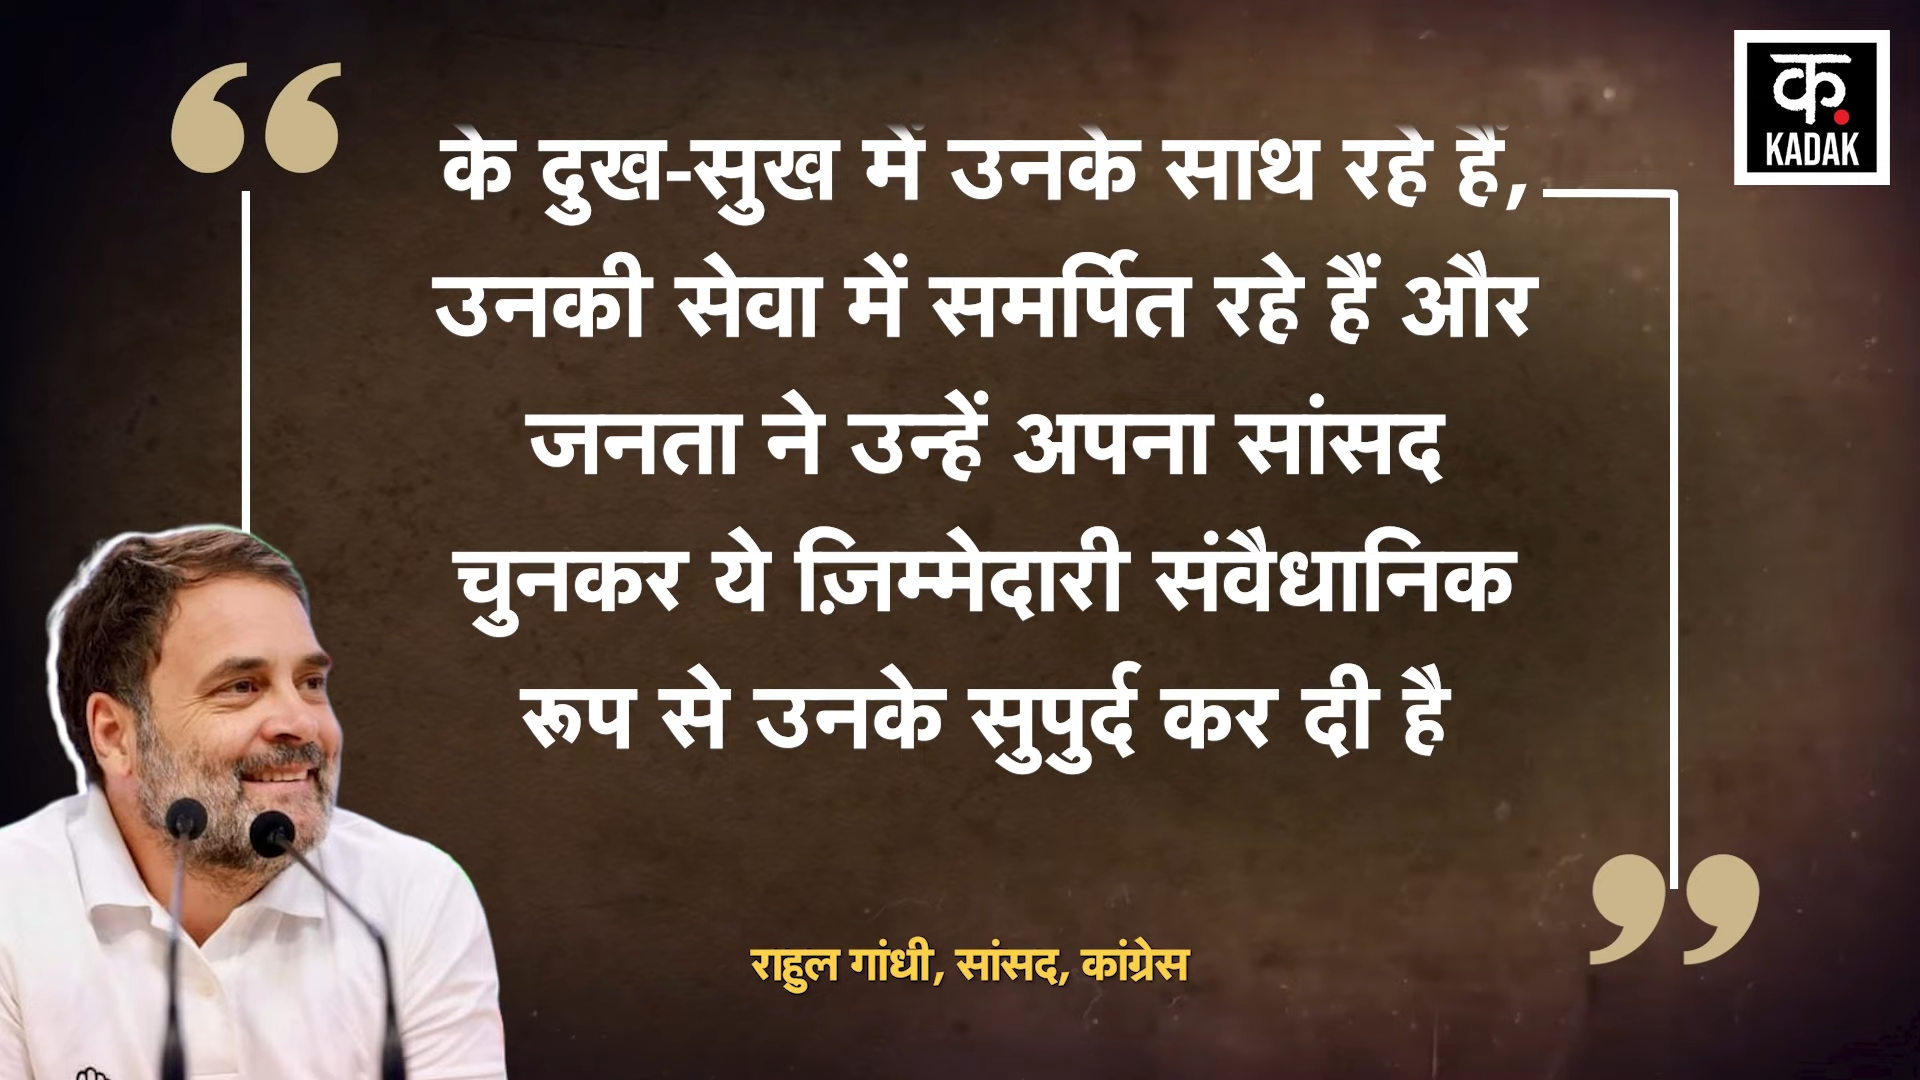 क.
KADAK
के दुख-सुख में उनके साथ रहे हैं,
उनकी सेवा में समर्पित रहे हैं और
जनता ने उन्हें अपना सांसद
चुनकर ये ज़िम्मेदारी संवैधानिक
रूप से उनके सुपुर्द कर दी है
राहुल गांधी, सांसद, कांग्रेस